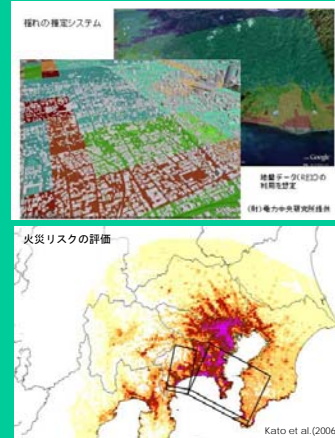 揺れの推定システム
Google
地盤データ(REIC)の
利用を想定
(財)電力中央研究所提供
火災リスクの評価
Kato et al.(2006